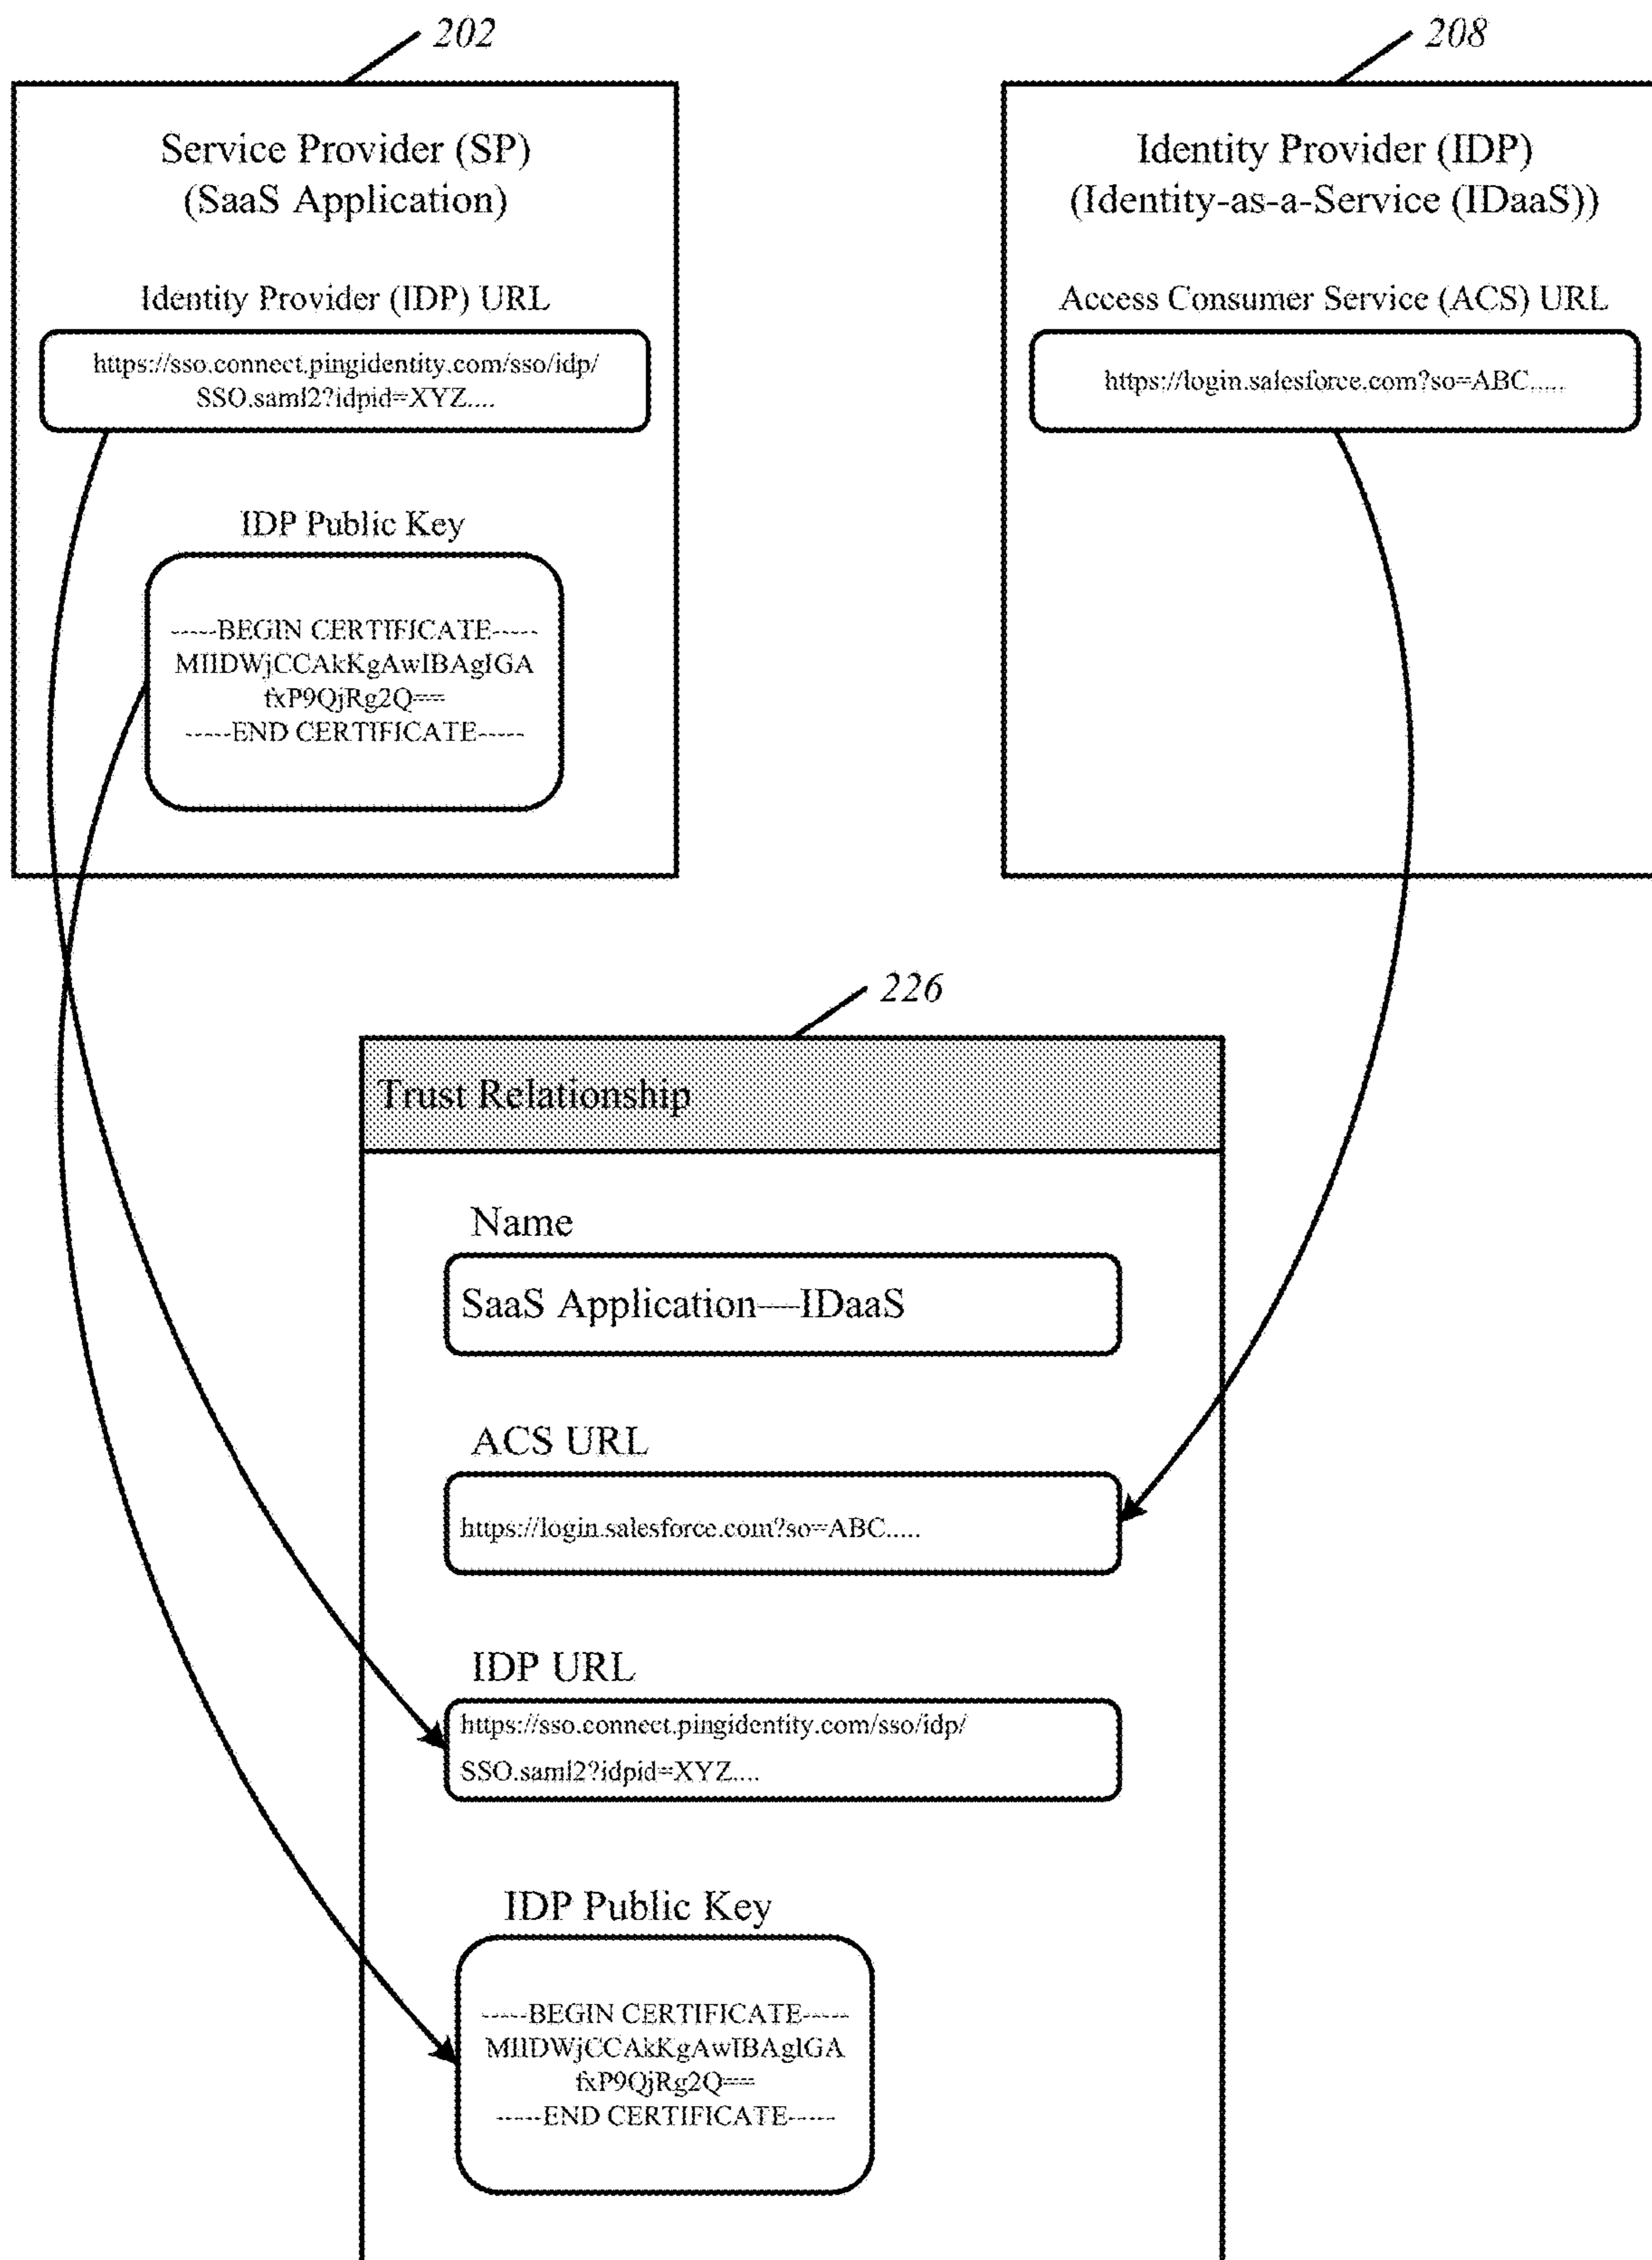 202
Service Provider (SP)
(SaaS Application)
Identity Provider (IDP) URL
https://sso.connect.pingidentity.com/sso/idp/
SSO.saml2?idpid=XYZ....
IDP Public Key
-----BEGIN CERTIFICATE-----
MIIDWjCCAkKgAwIBAgIGA
fxP9QjRg2Q==
-----END CERTIFICATE-----
208
Identity Provider (IDP)
(Identity-as-a-Service (IDaaS))
Access Consumer Service (ACS) URL
https://login.salesforce.com?so=ABC.....
226
Trust Relationship
Name
SaaS Application—IDaaS
ACS URL
https://login.salesforce.com?so=ABC.....
IDP URL
https://sso.connect.pingidentity.com/sso/idp/
SSO.saml2?idpid=XYZ....
IDP Public Key
-----BEGIN CERTIFICATE-----
MIIDWjCCAkKgAwIBAgIGA
fxP9QjRg2Q==
-----END CERTIFICATE-----